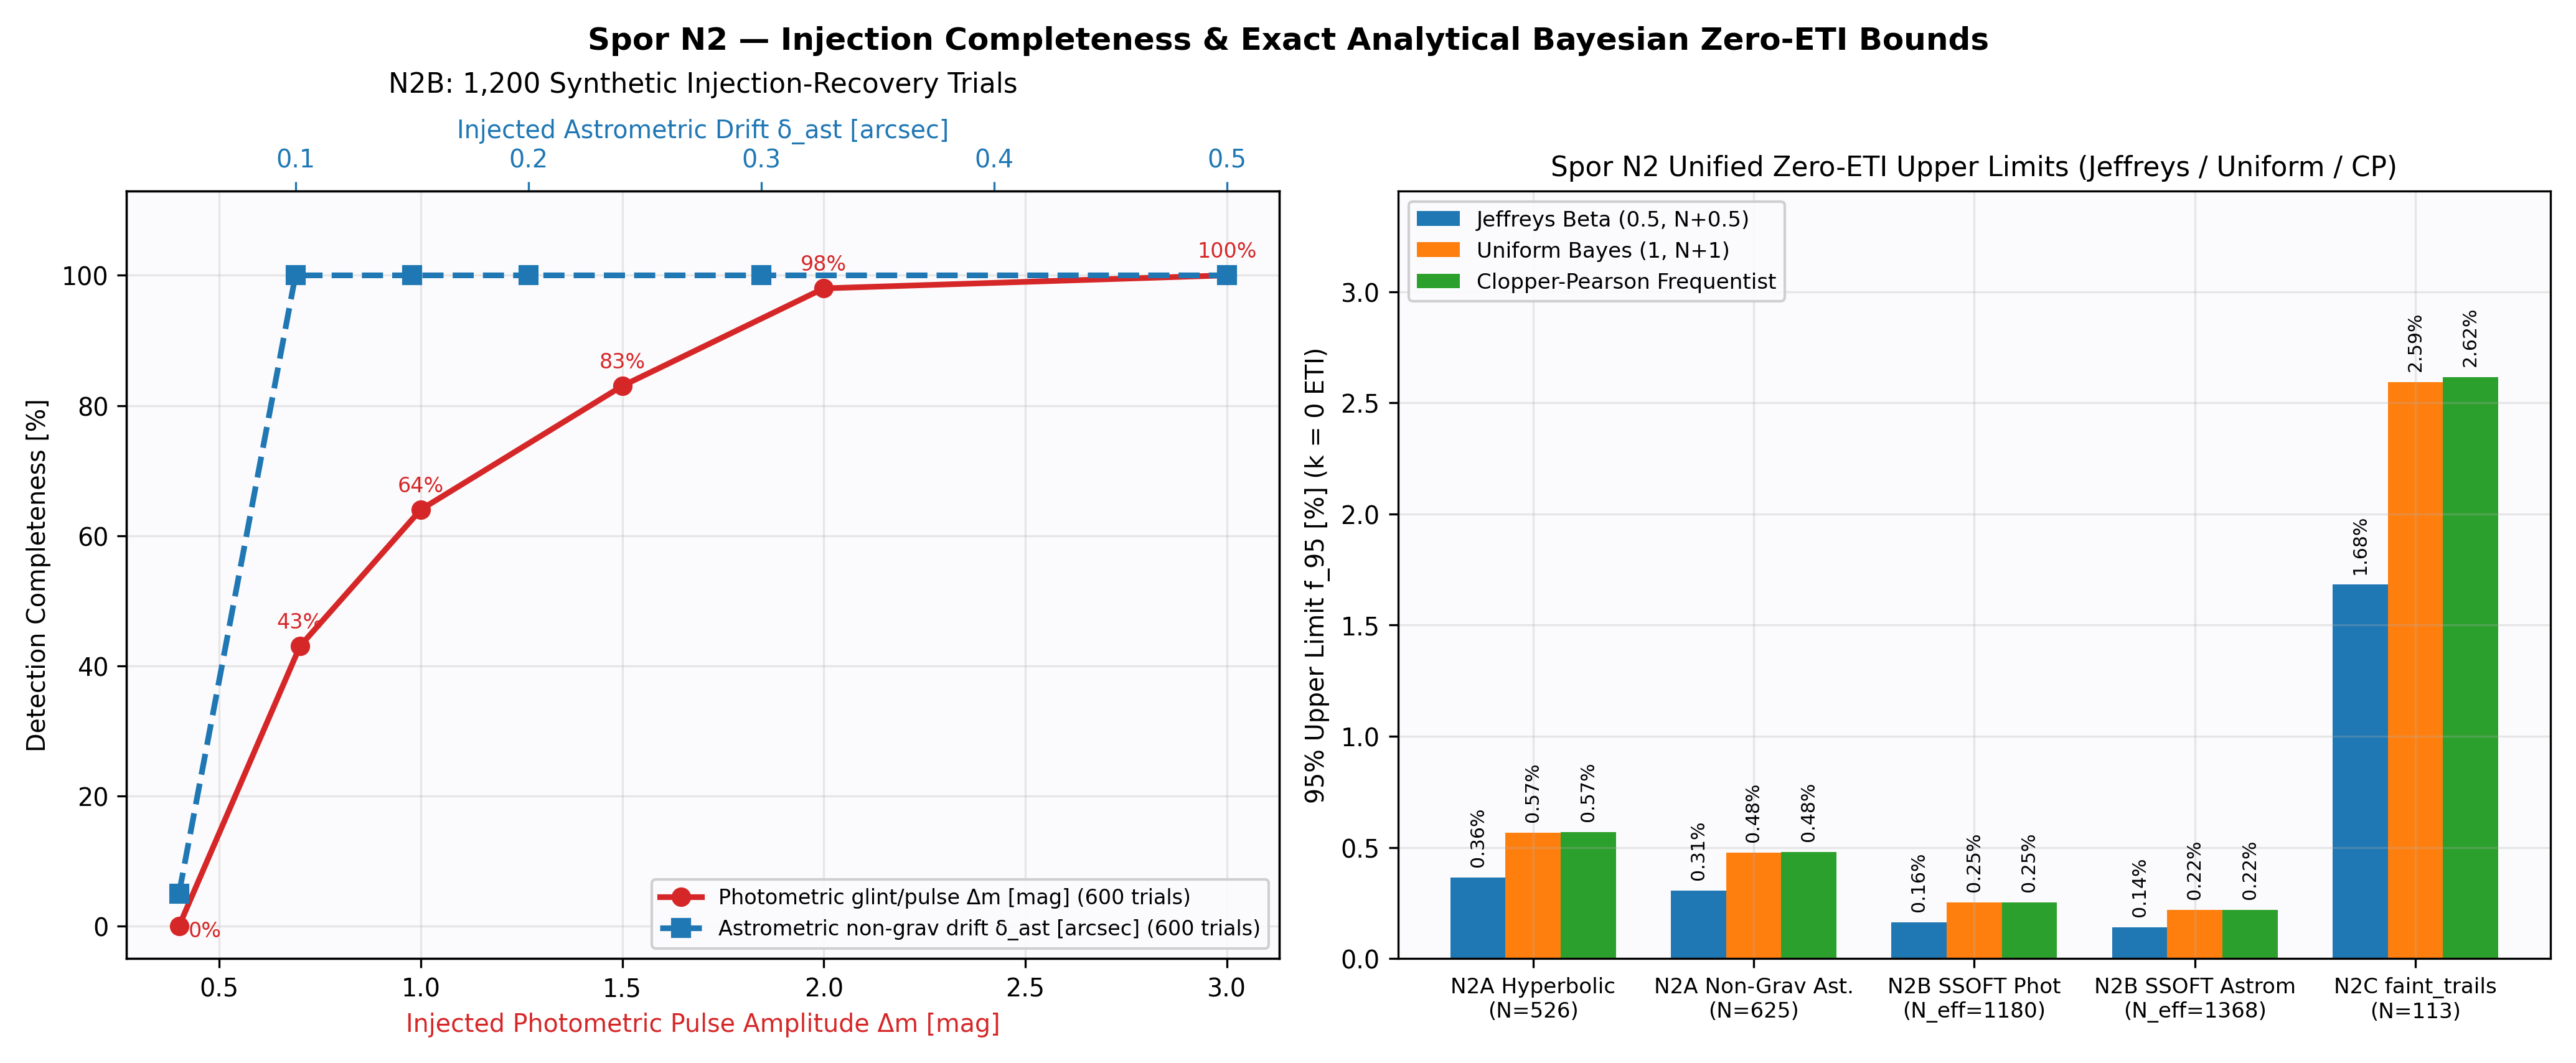 Spor N2 — Injection Completeness & Exact Analytical Bayesian Zero-ETI Bounds
N2B: 1,200 Synthetic Injection-Recovery Trials
Injected Astrometric Drift δ_ast [arcsec]
0.1 0.2 0.3 0.4 0.5
Detection Completeness [%]
100
80
60
40
20
0
0%
43%
64%
83%
98%
100%
Photometric glint/pulse Δm [mag] (600 trials)
Astrometric non-grav drift δ_ast [arcsec] (600 trials)
0.5 1.0 1.5 2.0 2.5 3.0
Injected Photometric Pulse Amplitude Δm [mag]
Spor N2 Unified Zero-ETI Upper Limits (Jeffreys / Uniform / CP)
Jeffreys Beta (0.5, N+0.5)
Uniform Bayes (1, N+1)
Clopper-Pearson Frequentist
95% Upper Limit f_95 [%] (k = 0 ETI)
3.0
2.5
2.0
1.5
1.0
0.5
0.0
0.36% 0.57% 0.57%
0.31% 0.48% 0.48%
0.16% 0.25% 0.25%
0.14% 0.22% 0.22%
1.68% 2.59% 2.62%
N2A Hyperbolic
(N=526)
N2A Non-Grav Ast.
(N=625)
N2B SSOFT Phot
(N_eff=1180)
N2B SSOFT Astrom
(N_eff=1368)
N2C faint_trails
(N=113)